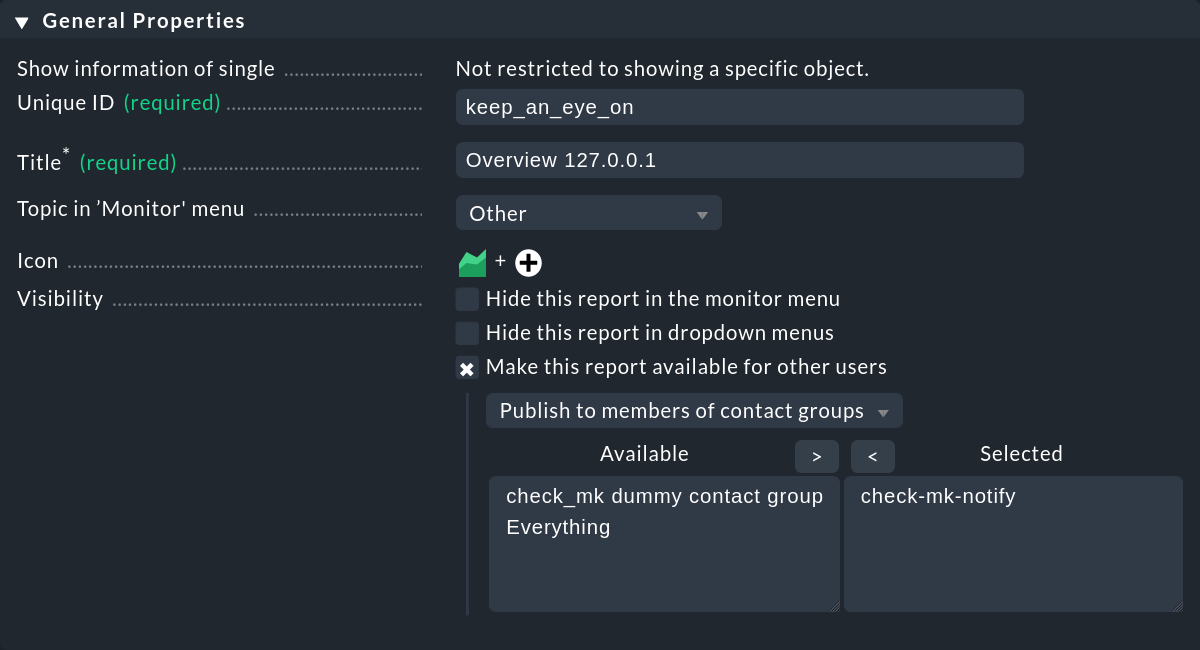 General Properties
Show information of single Not restricted to showing a specific object.
Unique ID (required) keep_an_eye_on
Title* (required) Overview 127.0.0.1
Topic in ’Monitor' menu Other
Icon +
Visibility Hide this report in the monitor menu
Hide this report in dropdown menus
Make this report available for other users
Publish to members of contact groups
Available > < Selected
check_mk dummy contact group check-mk-notify
Everything